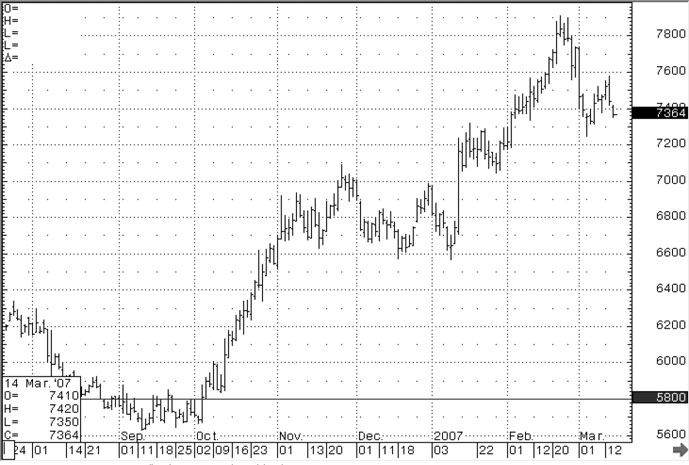 O=
H=
L=
L=
Δ=
7800
7600
7400
7364
7200
7000
6800
6600
6400
6200
6000
5800
5600
14 Mar. '07
O= 7410
H= 7420
L= 7350
C= 7364
Sep. Oct. Nov. Dec. 2007 Feb. Mar.
24 01 14 21 01 11 18 25 02 09 16 23 01 13 20 01 11 18 03 22 01 12 20 01 12